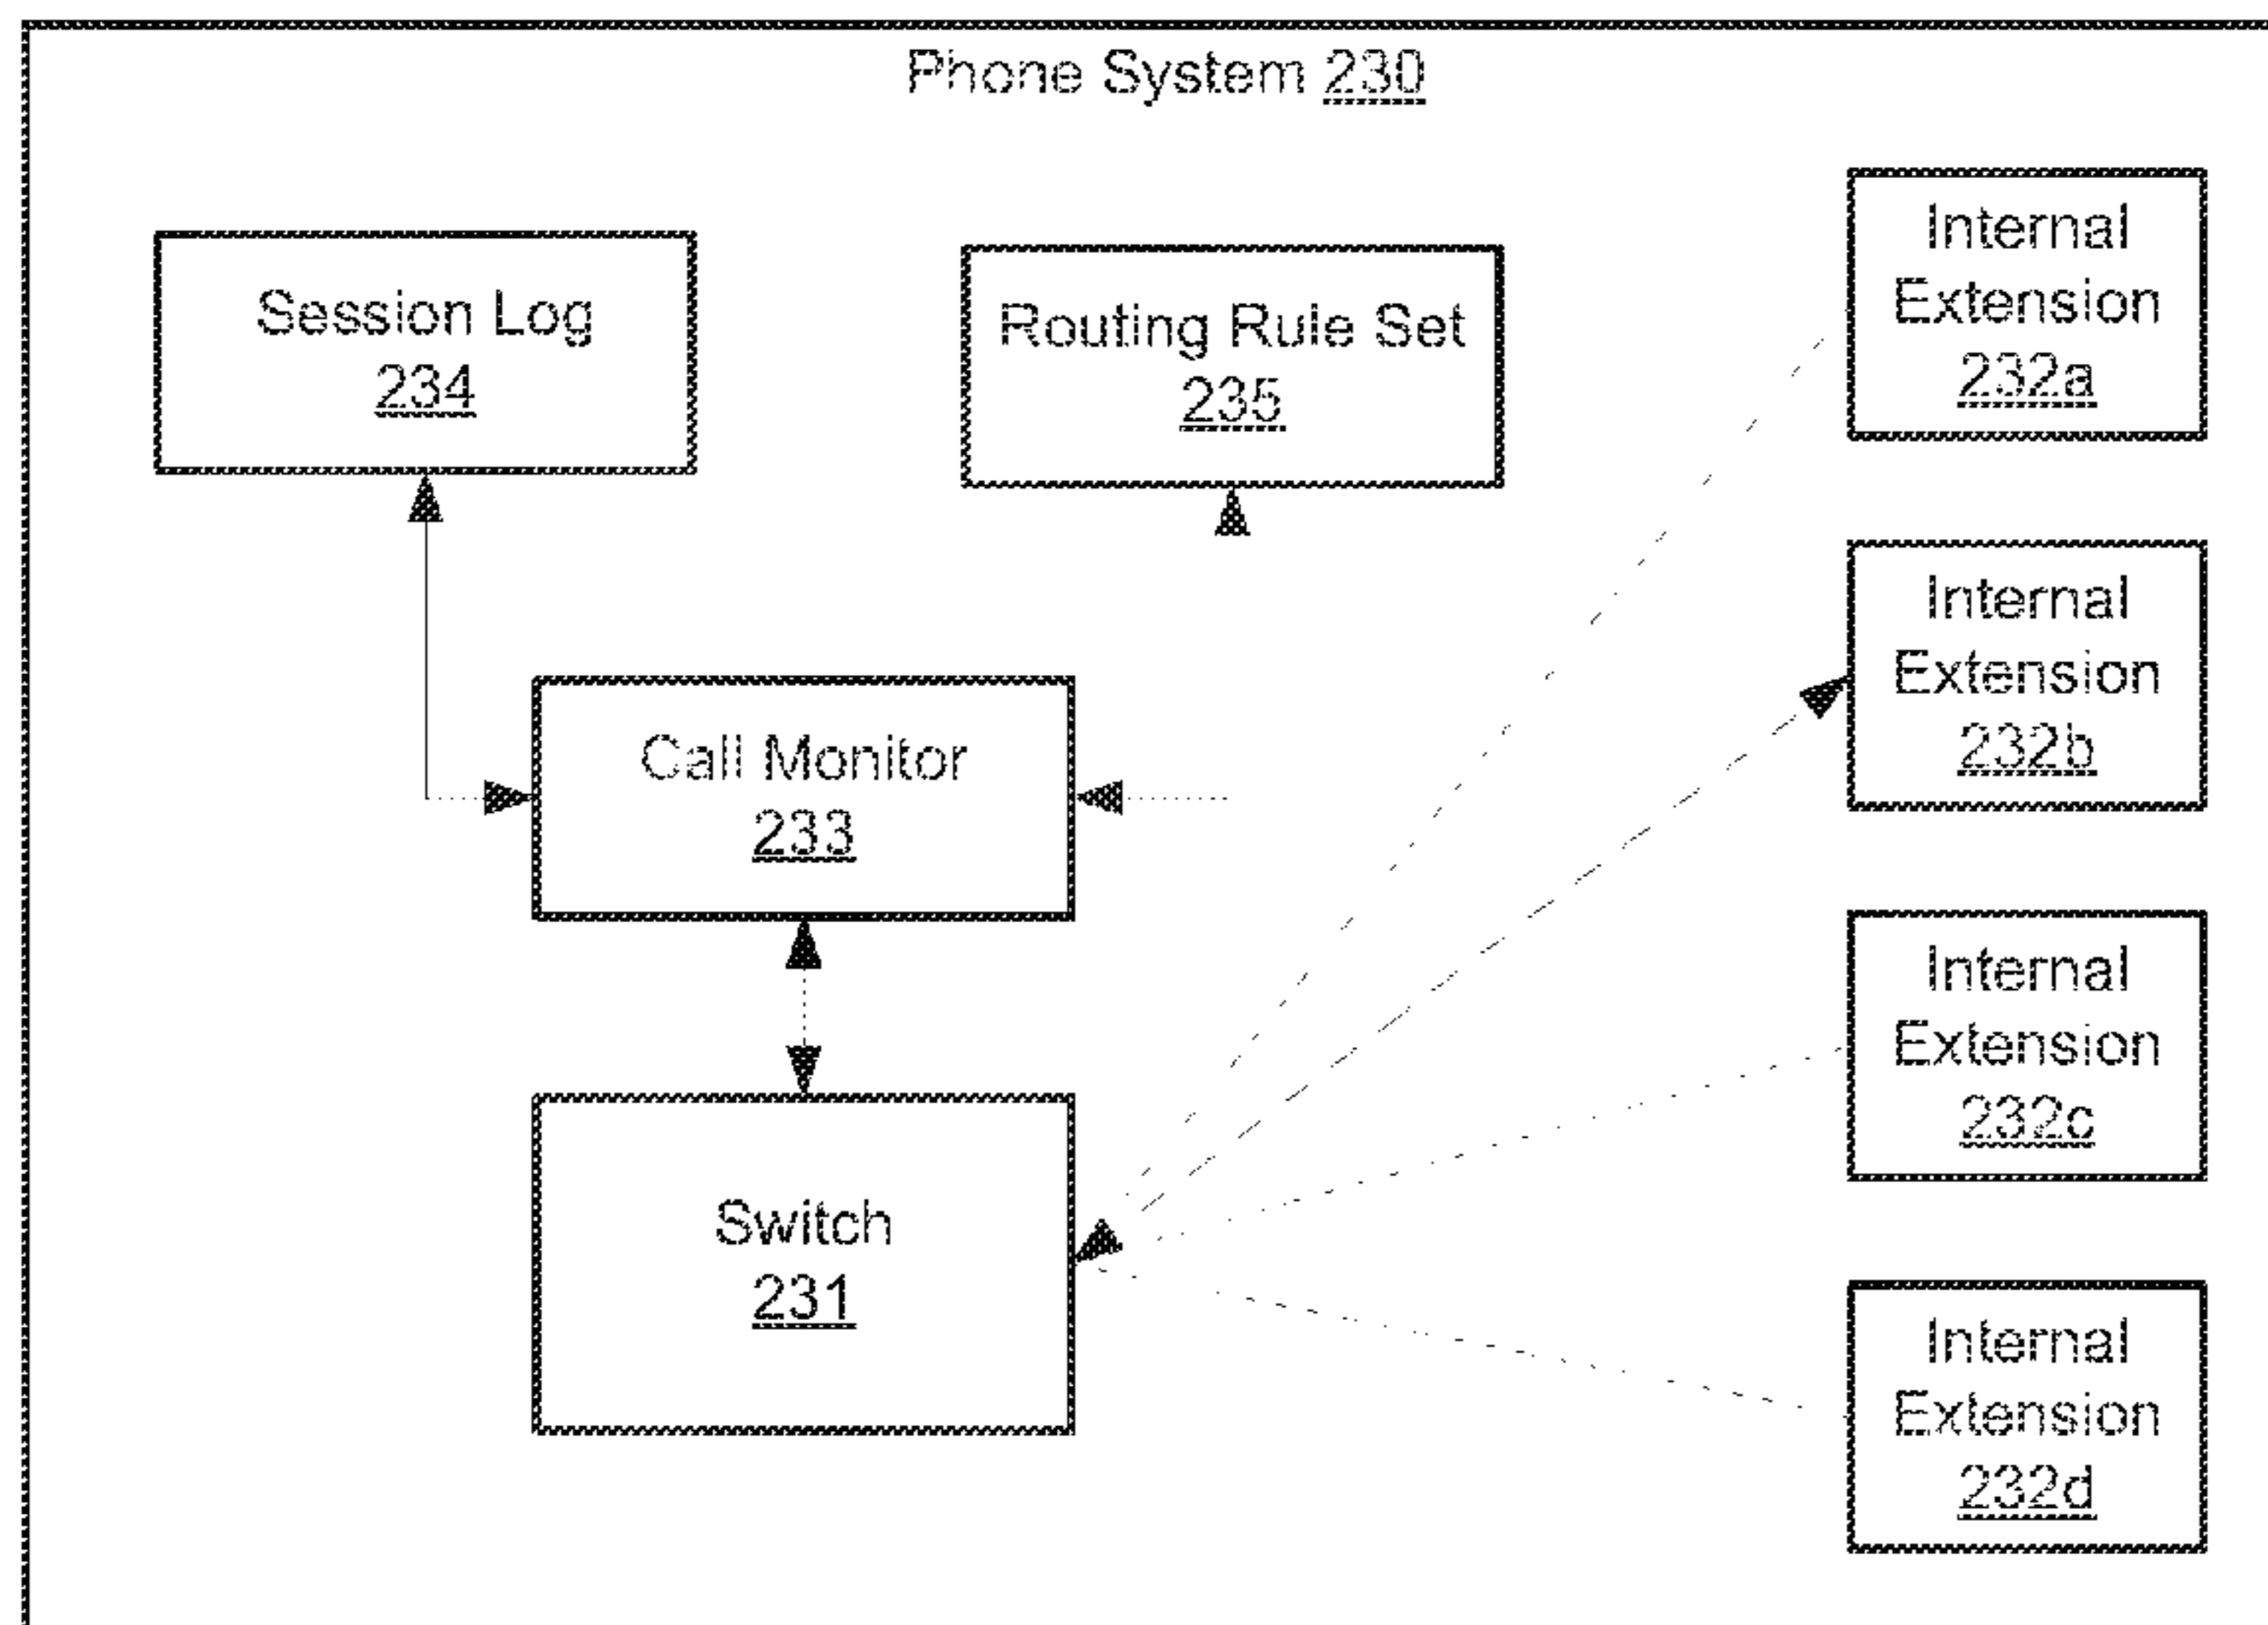 Phone System 230
Session Log
234
Routing Rule Set
235
Internal
Extension
232a
Internal
Extension
232b
Call Monitor
233
Internal
Extension
232c
Switch
231
Internal
Extension
232d